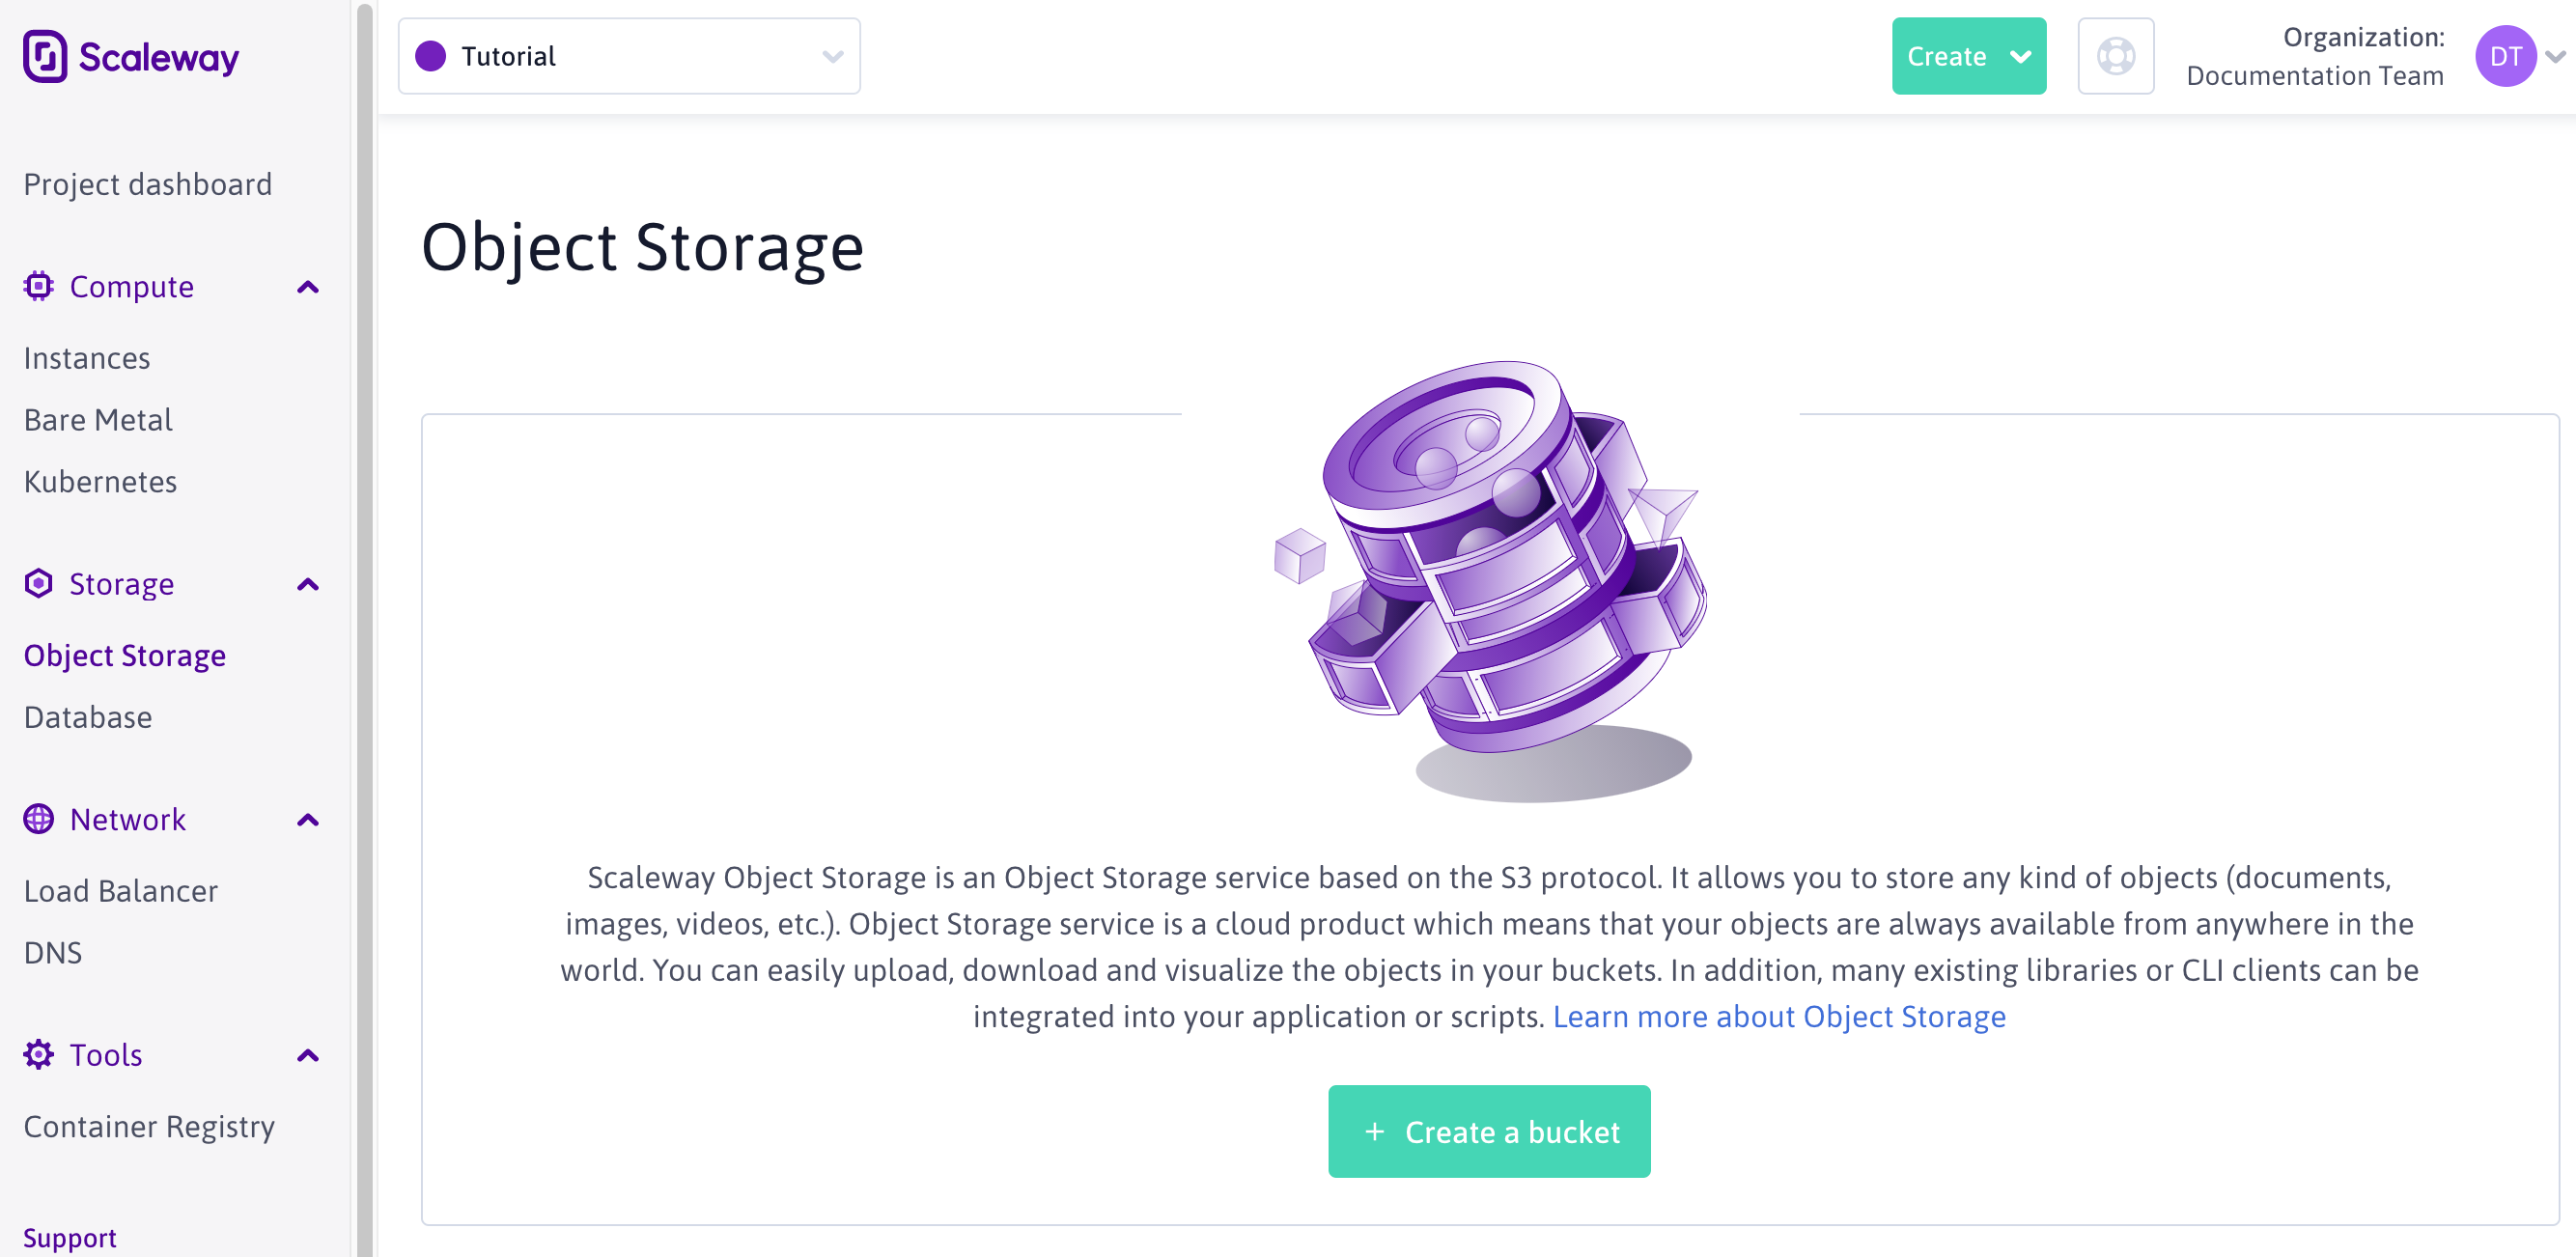 Scaleway
Tutorial
Create
Organization:
Documentation Team
DT
Project dashboard
Compute
Instances
Bare Metal
Kubernetes
Storage
Object Storage
Database
Network
Load Balancer
DNS
Tools
Container Registry
Support
Object Storage
Scaleway Object Storage is an Object Storage service based on the S3 protocol. It allows you to store any kind of objects (documents,
images, videos, etc.). Object Storage service is a cloud product which means that your objects are always available from anywhere in the
world. You can easily upload, download and visualize the objects in your buckets. In addition, many existing libraries or CLI clients can be
integrated into your application or scripts. Learn more about Object Storage
+ Create a bucket